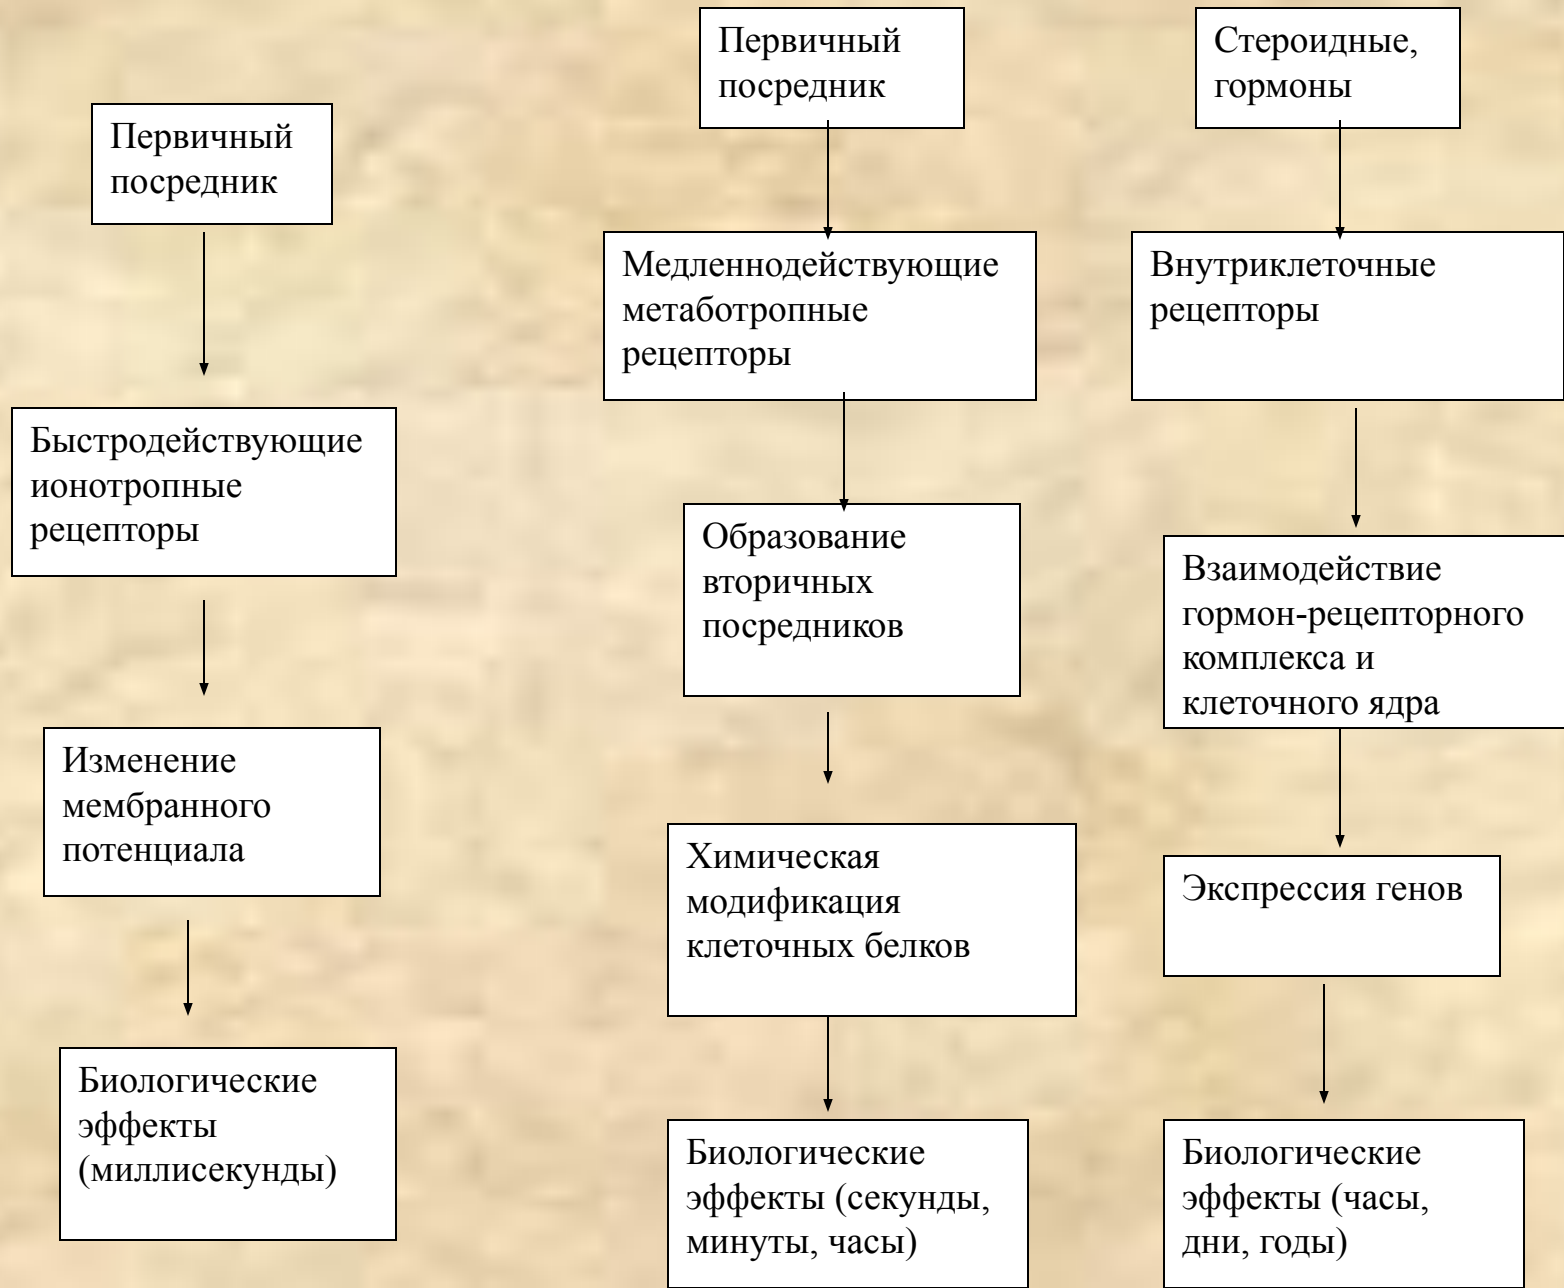 Первичный
посредник
Быстродействующие
ионотропные
рецепторы
Изменение
мембранного
потенциала
Биологические
эффекты
(миллисекунды)
Первичный
посредник
Медленнодействующие
метаботропные
рецепторы
Образование
вторичных
посредников
Химическая
модификация
клеточных белков
Биологические
эффекты (секунды,
минуты, часы)
Стероидные,
гормоны
Внутриклеточные
рецепторы
Взаимодействие
гормон-рецепторного
комплекса и
клеточного ядра
Экспрессия генов
Биологические
эффекты (часы,
дни, годы)